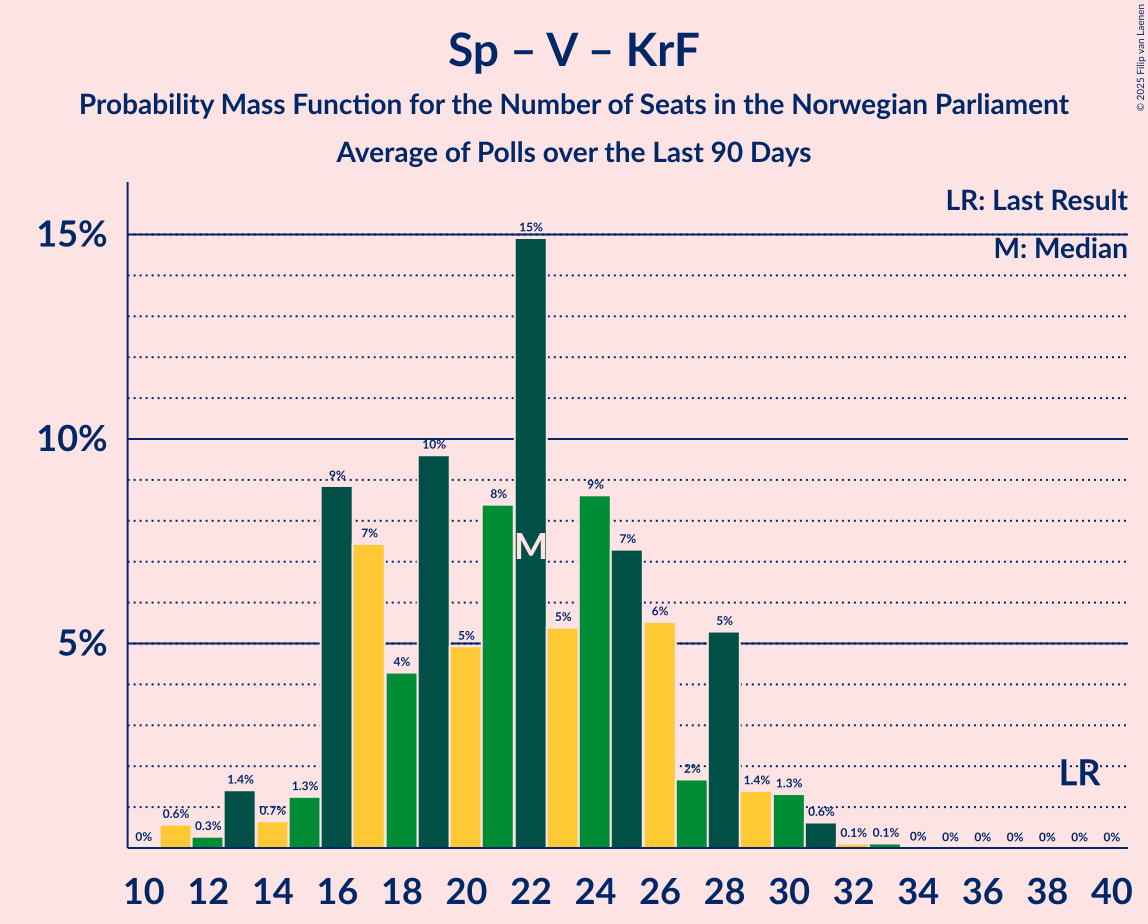 Sp – V – KrF
Probability Mass Function for the Number of Seats in the Norwegian Parliament
Average of Polls over the Last 90 Days
© 2025 Filip van Laenen
LR: Last Result
M: Median
15%
10%
5%
0% 0.6% 0.3% 1.4% 0.7% 1.3% 9% 7% 4% 10% 5% 8% 15% 5% 9% 7% 6% 2% 5% 1.4% 1.3% 0.6% 0.1% 0.1% 0% 0% 0% 0% 0% 0% 0%
M
LR
10 12 14 16 18 20 22 24 26 28 30 32 34 36 38 40